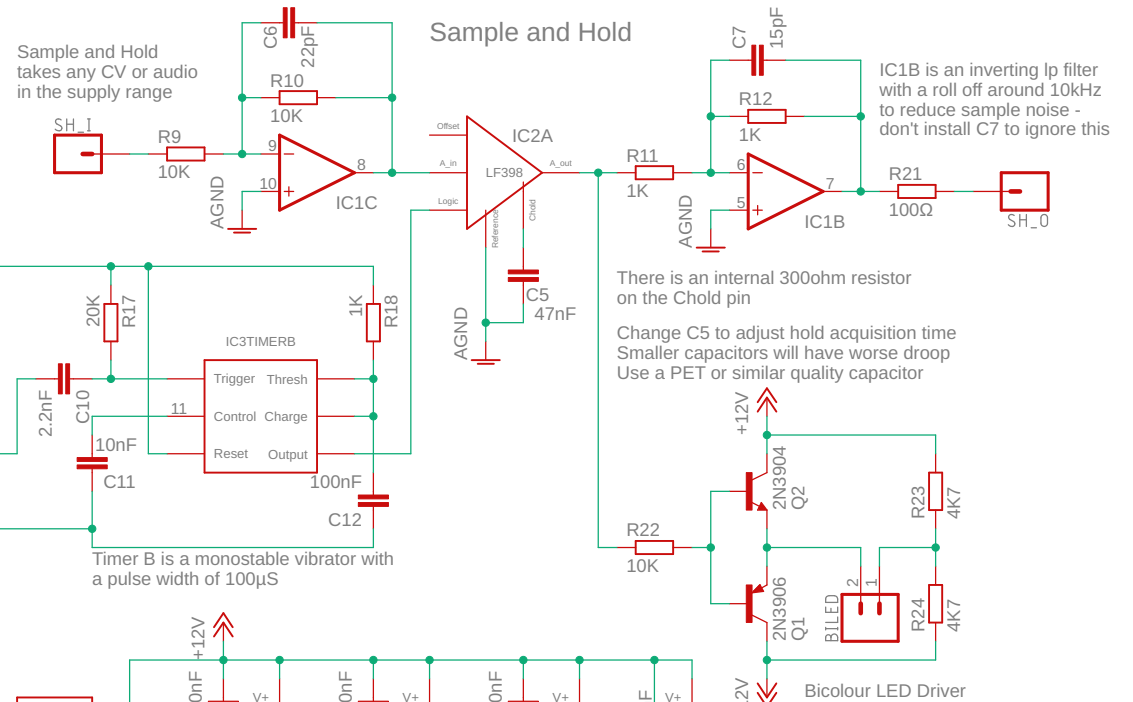 Sample and Hold
Sample and Hold
takes any CV or audio
in the supply range
SH_I
R9
10K
C6
22pF
R10
10K
9
10
8
IC1C
AGND
Offset
A_in
Logic
IC2A
LF398
A_out
Reference
Chold
C5
47nF
AGND
R11
1K
C7
15pF
R12
1K
6
5
7
IC1B
AGND
R21
100Ω
SH_O
IC1B is an inverting lp filter
with a roll off around 10kHz
to reduce sample noise -
don't install C7 to ignore this
There is an internal 300ohm resistor
on the Chold pin
Change C5 to adjust hold acquisition time
Smaller capacitors will have worse droop
Use a PET or similar quality capacitor
20K
R17
1K
R18
IC3TIMERB
Trigger
Thresh
11
Control
Charge
Reset
Output
2.2nF
C10
10nF
C11
100nF
C12
Timer B is a monostable vibrator with
a pulse width of 100µS
+12V
2N3904
Q2
R23
4K7
R22
10K
2
1
BILED
2N3906
Q1
R24
4K7
2V
Bicolour LED Driver
+12V
0nF
V+
0nF
V+
0nF
V+
F
V+